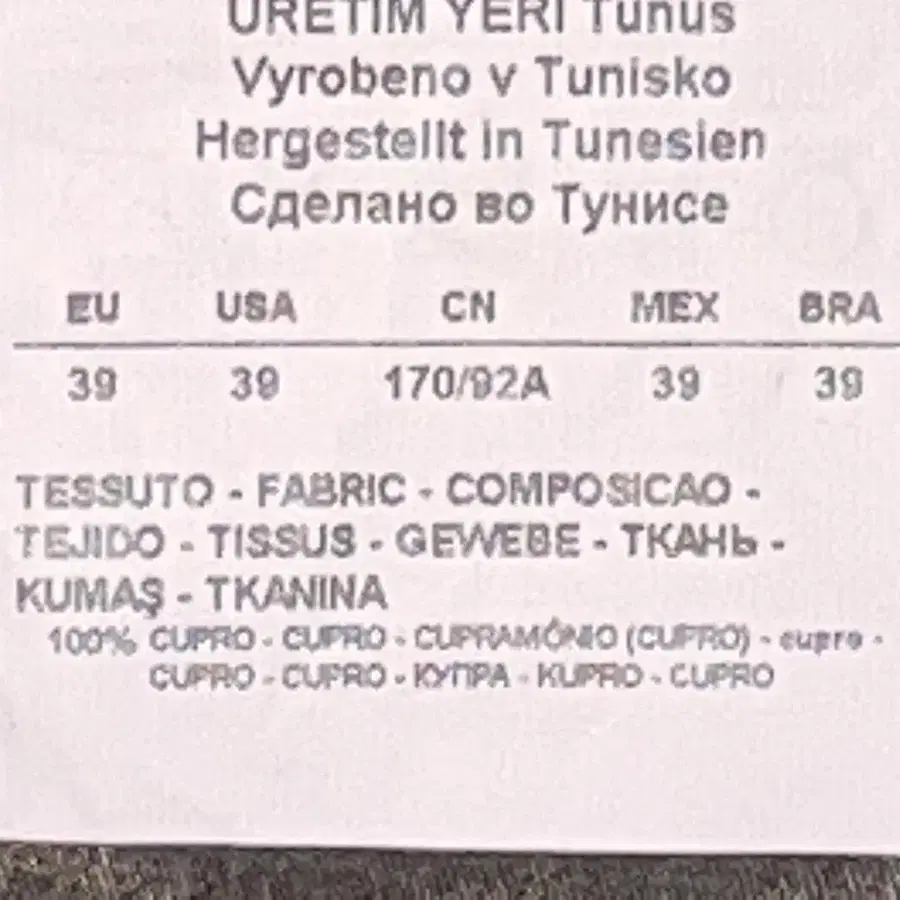 ÜRETİM YERİ Tunus
Vyrobeno v Tunisko
Hergestellt in Tunesien
Сделано во Тунисе
EU USA CN MEX BRA
39 39 170/92A 39 39
TESSUTO - FABRIC - COMPOSICAO -
TEJIDO - TISSUS - GEWEBE - ТКАНЬ -
KUMAŞ - TKANINA
100% CUPRO - CUPRO - CUPRAMÓNIO (CUPRO) - cupro -
CUPRO - CUPRO - КУПРА - KUPRO - CUPRO